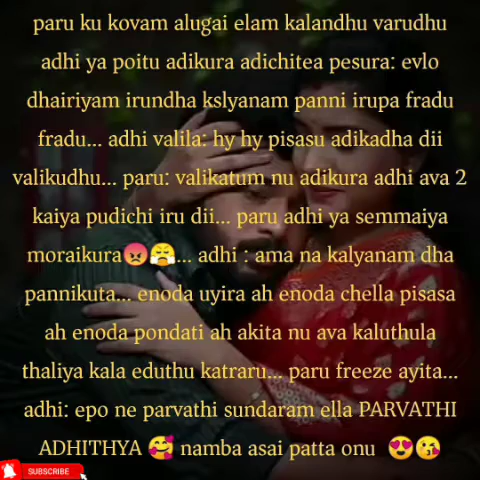 paru ku kovam alugai elam kalandhu varudhu
adhi ya poitu adikura adichitea pesura: evlo
dhairiyam irundha kslyanam panni irupa fradu
fradu... adhi valila: hy hy pisasu adikadha dii
valikudhu... paru: valikatum nu adikura adhi ava 2
kaiya pudichi iru dii... paru adhi ya semmaiya
moraikura😡😤... adhi : ama na kalyanam dha
pannikuta... enoda uyira ah enoda chella pisasa
ah enoda pondati ah akita nu ava kaluthula
thaliya kala eduthu katraru... paru freeze ayita...
adhi: epo ne parvathi sundaram ella PARVATHI
ADHITHYA 🥰 namba asai patta onu 😍😘
SUBSCRIBE